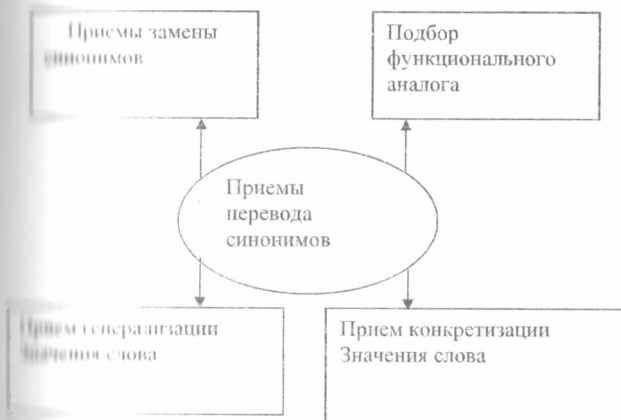 Приемы замены
синонимов
Подбор
функционального
аналога
Приемы
перевода
синонимов
Прием генерализации
Значения слова
Прием конкретизации
Значения слова